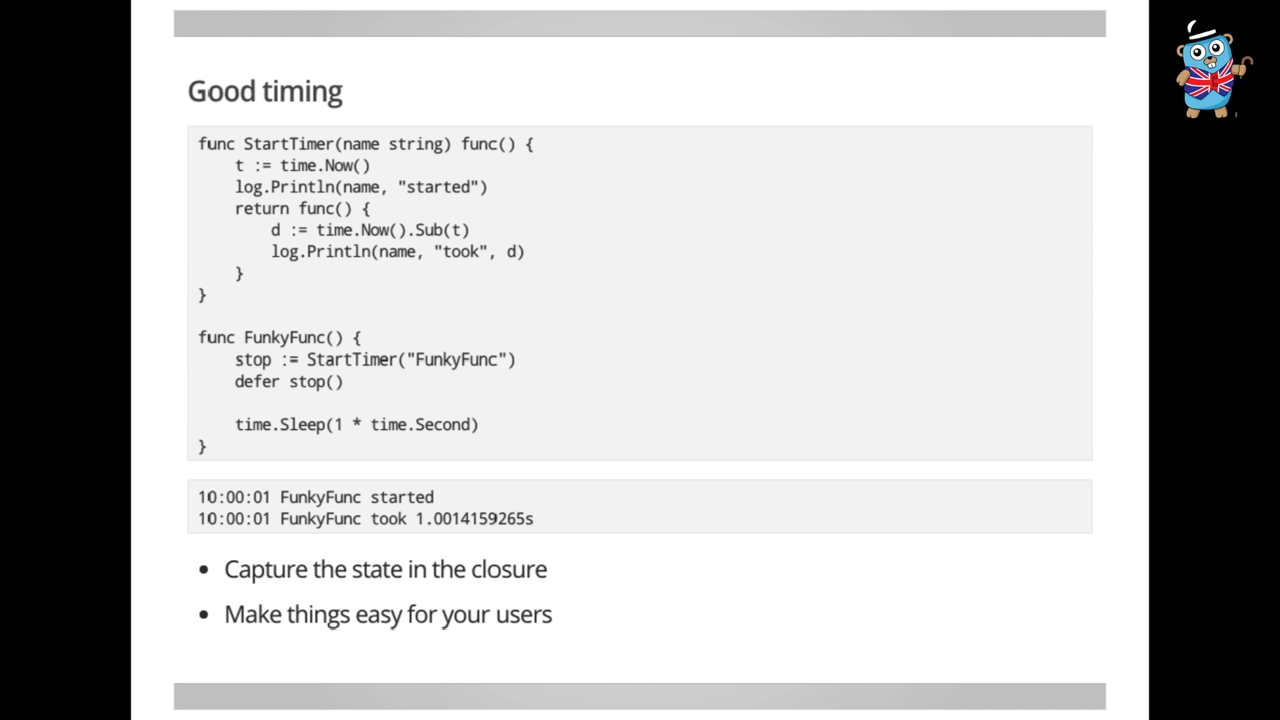 Good timing
func StartTimer(name string) func() {
    t := time.Now()
    log.Println(name, "started")
    return func() {
        d := time.Now().Sub(t)
        log.Println(name, "took", d)
    }
}
func FunkyFunc() {
    stop := StartTimer("FunkyFunc")
    defer stop()
    time.Sleep(1 * time.Second)
}
10:00:01 FunkyFunc started
10:00:01 FunkyFunc took 1.0014159265s
• Capture the state in the closure
• Make things easy for your users